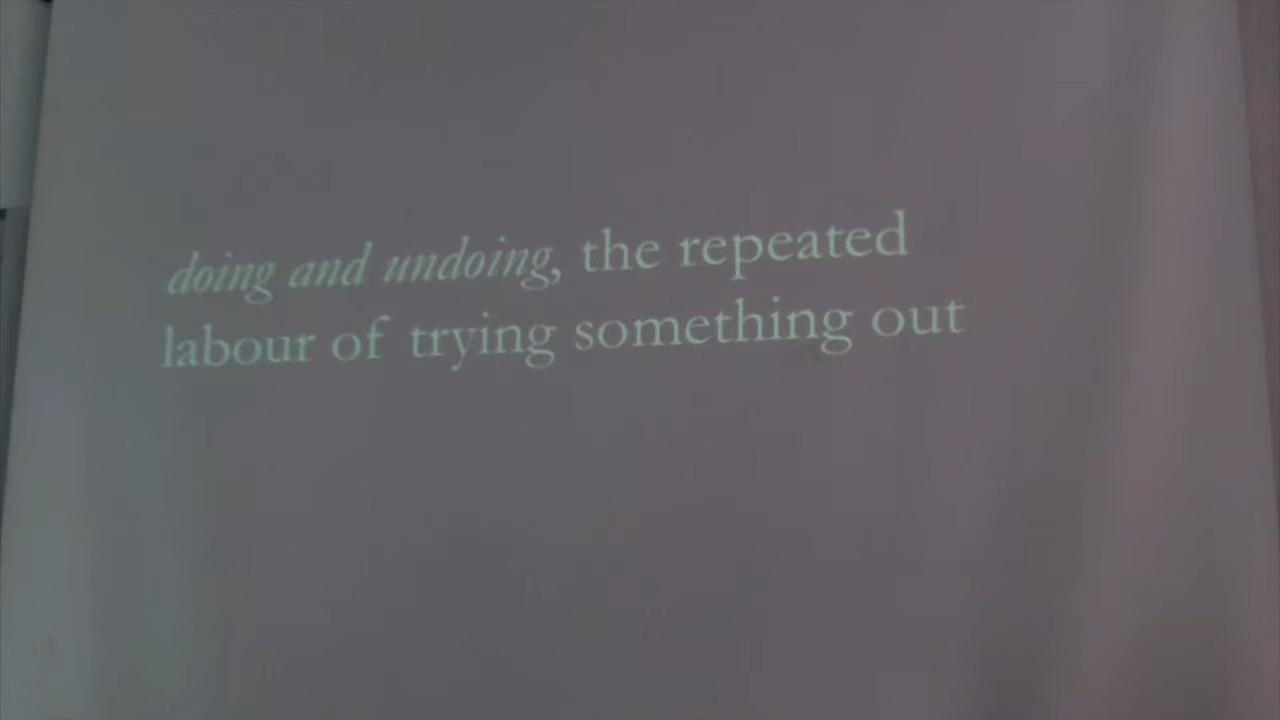 doing and undoing, the repeated
labour of trying something out